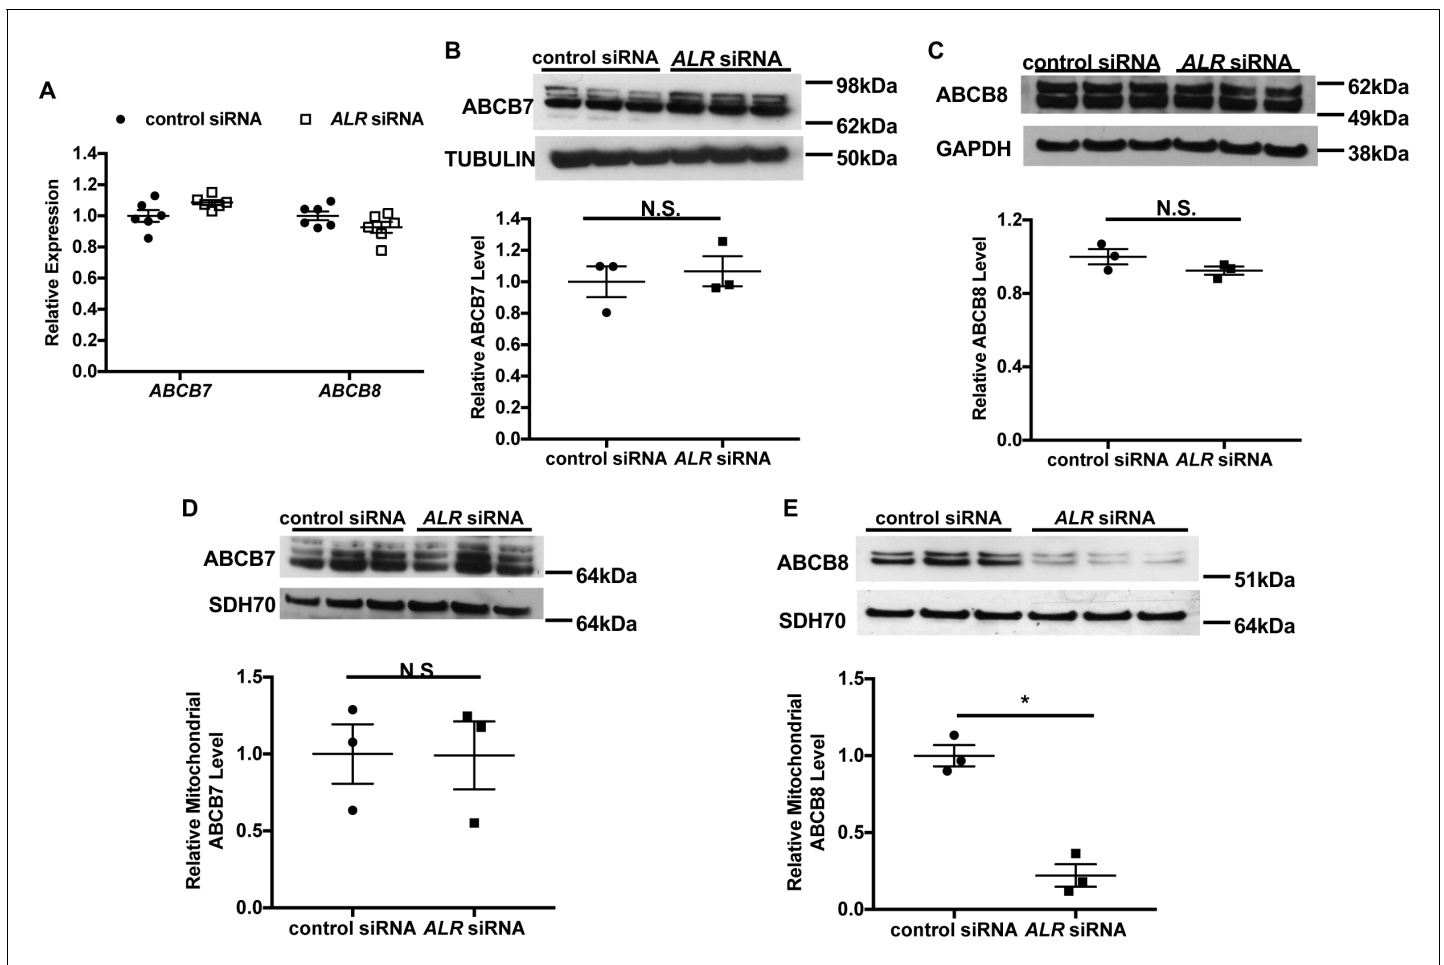 A
control siRNA ALR siRNA
Relative Expression
1.4
1.2
1.0
0.8
0.6
0.4
0.2
0.0
ABCB7 ABCB8
B
control siRNA ALR siRNA
ABCB7
98kDa
62kDa
TUBULIN
50kDa
N.S.
Relative ABCB7 Level
1.4
1.2
1.0
0.8
0.6
0.4
0.2
0.0
control siRNA ALR siRNA
C
control siRNA ALR siRNA
ABCB8
62kDa
49kDa
GAPDH
38kDa
N.S.
Relative ABCB8 Level
1.2
0.8
0.4
0.0
control siRNA ALR siRNA
D
control siRNA ALR siRNA
ABCB7
64kDa
SDH70
64kDa
N.S
Relative Mitochondrial
ABCB7 Level
1.5
1.0
0.5
0.0
control siRNA ALR siRNA
E
control siRNA ALR siRNA
ABCB8
51kDa
SDH70
64kDa
*
Relative Mitochondrial
ABCB8 Level
1.5
1.0
0.5
0.0
control siRNA ALR siRNA